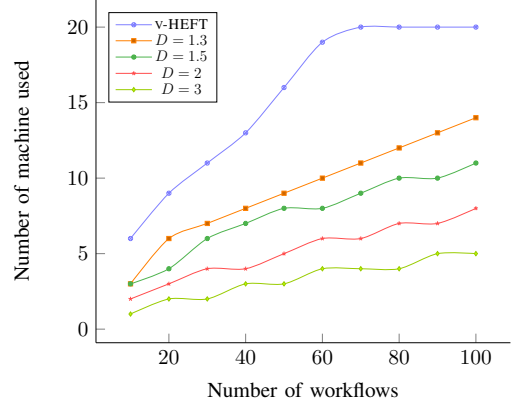 v-HEFT
D = 1.3
D = 1.5
D = 2
D = 3
20
15
10
5
0
Number of machine used
20
40
60
80
100
Number of workflows